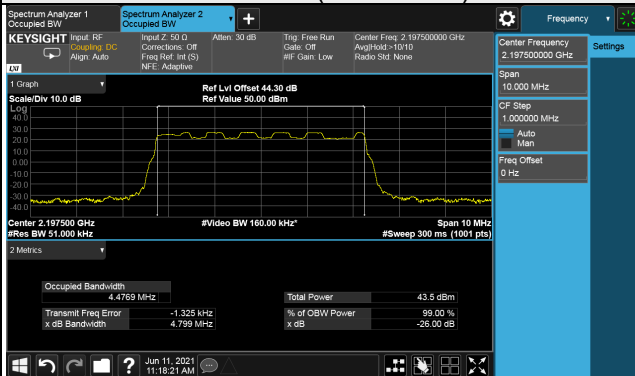 Spectrum Analyzer 1
Occupied BW
Spectrum Analyzer 2
Occupied BW
Frequency
KEYSIGHT
Input: RF
Coupling: DC
Align: Auto
Input Z: 50 Ω
Corrections: Off
Freq Ref: Int (S)
NFE: Adaptive
Atten: 30 dB
Trig: Free Run
Gate: Off
#IF Gain: Low
Center Freq: 2.197500000 GHz
Avg|Hold:>10/10
Radio Std: None
LXI
Center Frequency
2.197500000 GHz
Settings
Span
10.000 MHz
CF Step
1.000000 MHz
Auto
Man
Freq Offset
0 Hz
1 Graph
Scale/Div 10.0 dB
Ref Lvl Offset 44.30 dB
Ref Value 50.00 dBm
Log
40.0
30.0
20.0
10.0
0.00
-10.0
-20.0
-30.0
-40.0
Center 2.197500 GHz
#Res BW 51.000 kHz
#Video BW 160.00 kHz*
Span 10 MHz
#Sweep 300 ms (1001 pts)
2 Metrics
Occupied Bandwidth
4.4769 MHz
Total Power 43.5 dBm
Transmit Freq Error -1.325 kHz
% of OBW Power 99.00 %
x dB Bandwidth 4.799 MHz
x dB -26.00 dB
?
Jun 11, 2021
11:18:21 AM